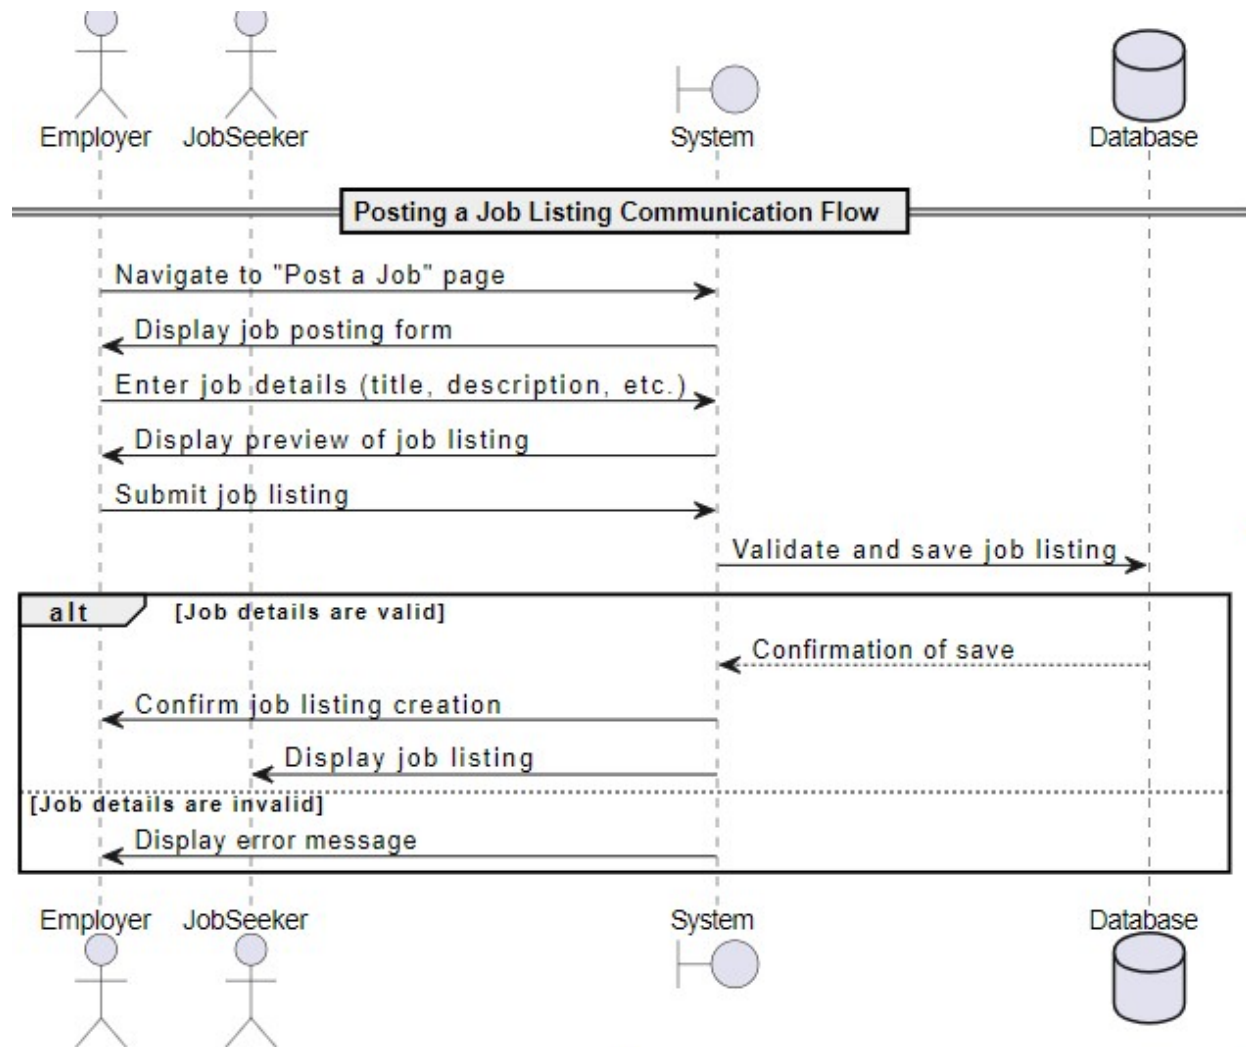 Employer JobSeeker System Database
Posting a Job Listing Communication Flow
Navigate to "Post a Job" page
Display job posting form
Enter job details (title, description, etc.)
Display preview of job listing
Submit job listing
Validate and save job listing
alt [Job details are valid]
Confirmation of save
Confirm job listing creation
Display job listing
[Job details are invalid]
Display error message
Employer JobSeeker System Database